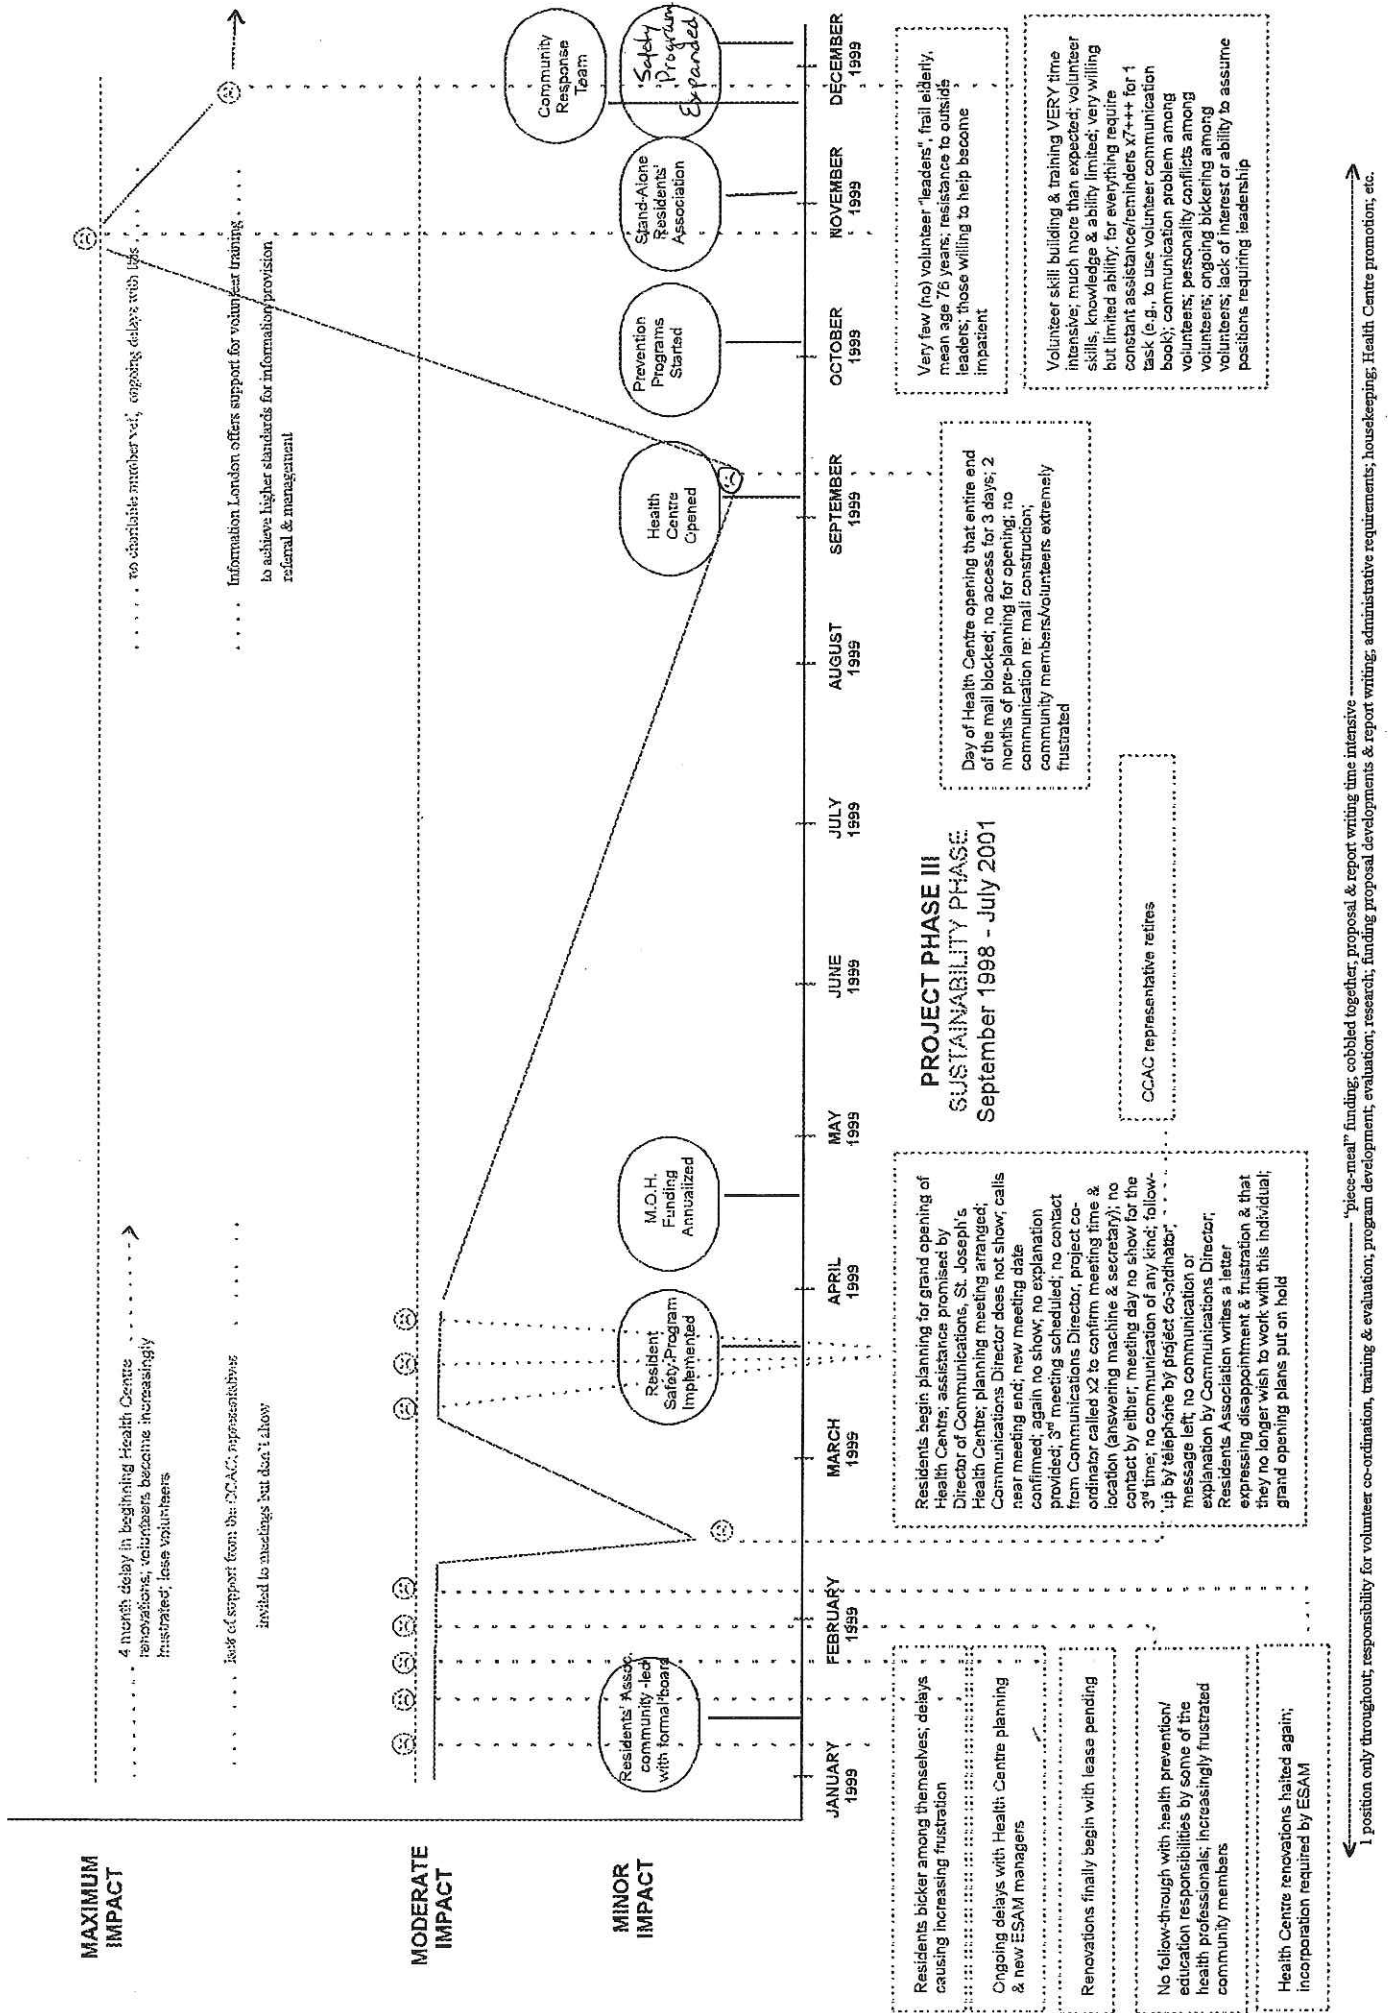 MAXIMUM
IMPACT
4 month delay in beginning Health Centre
renovations; volunteers become increasingly
frustrated; lose volunteers
lack of support from the CCAC; representatives
invited to meetings but don't show
no charitable number yet; ongoing delays with this
Information London offers support for volunteer training
to achieve higher standards for information provision
referral & management
MODERATE
IMPACT
MINOR
IMPACT
Residents' Assoc.
community-led
with formal board
Resident
Safety Program
Implemented
M.O.H.
Funding
Annualized
Health
Centre
Opened
Prevention
Programs
Started
Stand-Alone
Residents'
Association
Community
Response
Team
Safety
Program
Expanded
JANUARY
1999
FEBRUARY
1999
MARCH
1999
APRIL
1999
MAY
1999
JUNE
1999
JULY
1999
AUGUST
1999
SEPTEMBER
1999
OCTOBER
1999
NOVEMBER
1999
DECEMBER
1999
Residents bicker among themselves; delays
causing increasing frustration
Ongoing delays with Health Centre planning
& new ESAM managers
Renovations finally begin with lease pending
No follow-through with health prevention/
education responsibilities by some of the
health professionals; increasingly frustrated
community members
Health Centre renovations halted again;
incorporation required by ESAM
Residents begin planning for grand opening of
Health Centre; assistance promised by
Director of Communications, St. Joseph's
Health Centre; planning meeting arranged;
Communications Director does not show; calls
near meeting end; new meeting date
confirmed; again no show; no explanation
provided; 3rd meeting scheduled; no contact
from Communications Director, project co-
ordinator called x2 to confirm meeting time &
location (answering machine & secretary); no
contact by either; meeting day no show for the
3rd time; no communication of any kind; follow-
up by telephone by project co-ordinator;
message left; no communication or
explanation by Communications Director;
Residents Association writes a letter
expressing disappointment & frustration & that
they no longer wish to work with this individual;
grand opening plans put on hold
PROJECT PHASE III
SUSTAINABILITY PHASE
September 1998 - July 2001
CCAC representative retires
Day of Health Centre opening that entire end
of the mall blocked; no access for 3 days; 2
months of pre-planning for opening; no
communication re: mall construction;
community members/volunteers extremely
frustrated
Very few (no) volunteer "leaders", frail elderly,
mean age 76 years; resistance to outside
leaders; those willing to help become
impatient
Volunteer skill building & training VERY time
intensive; much more than expected; volunteer
skills, knowledge & ability limited; very willing
but limited ability; for everything require
constant assistance/reminders x7+++ for 1
task (e.g., to use volunteer communication
book); communication problem among
volunteers; personality conflicts among
volunteers; ongoing bickering among
volunteers; lack of interest or ability to assume
positions requiring leadership
"piece-meal" funding; cobbled together; proposal & report writing time intensive
1 position only throughout, responsibility for volunteer co-ordination, training & evaluation; program development; evaluation; research; funding proposal developments & report writing; administrative requirements; housekeeping; Health Centre promotion; etc.